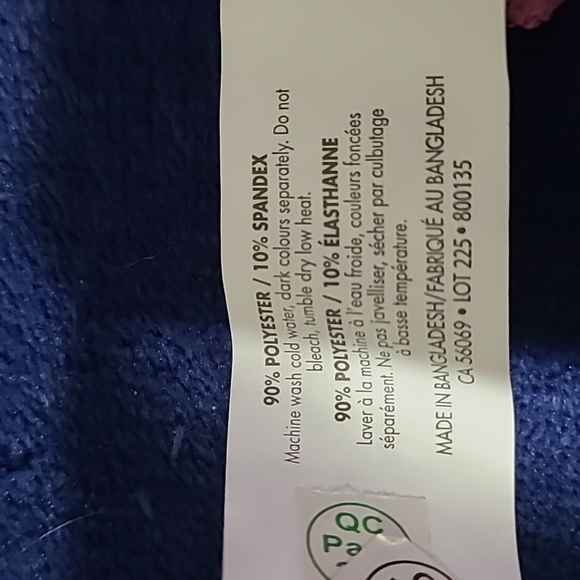 90% POLYESTER / 10% SPANDEX
Machine wash cold water, dark colours separately. Do not
bleach, tumble dry low heat.
90% POLYESTER / 10% ÉLASTHANNE
Laver à la machine à l'eau froide, couleurs foncées
séparément. Ne pas javelliser, sécher par culbutage
à basse température.
MADE IN BANGLADESH/FABRIQUÉ AU BANGLADESH
CA 56069 • LOT 225 • 800135
QC
Pa